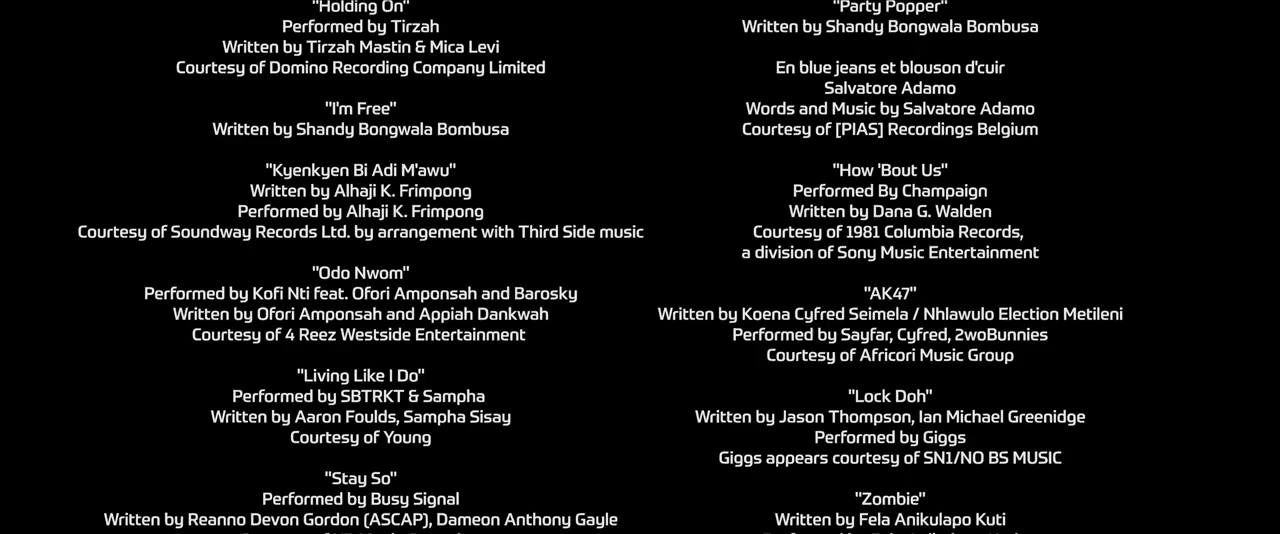 "Holding On"
Performed by Tirzah
Written by Tirzah Mastin & Mica Levi
Courtesy of Domino Recording Company Limited
"I'm Free"
Written by Shandy Bongwala Bombusa
"Kyenkyen Bi Adi M'awu"
Written by Alhaji K. Frimpong
Performed by Alhaji K. Frimpong
Courtesy of Soundway Records Ltd. by arrangement with Third Side music
"Odo Nwom"
Performed by Kofi Nti feat. Ofori Amponsah and Barosky
Written by Ofori Amponsah and Appiah Dankwah
Courtesy of 4 Reez Westside Entertainment
"Living Like I Do"
Performed by SBTRKT & Sampha
Written by Aaron Foulds, Sampha Sisay
Courtesy of Young
"Stay So"
Performed by Busy Signal
Written by Reanno Devon Gordon (ASCAP), Dameon Anthony Gayle
"Party Popper"
Written by Shandy Bongwala Bombusa
En blue jeans et blouson d'cuir
Salvatore Adamo
Words and Music by Salvatore Adamo
Courtesy of [PIAS] Recordings Belgium
"How 'Bout Us"
Performed By Champaign
Written by Dana G. Walden
Courtesy of 1981 Columbia Records,
a division of Sony Music Entertainment
"AK47"
Written by Koena Cyfred Seimela / Nhlawulo Election Metileni
Performed by Sayfar, Cyfred, 2woBunnies
Courtesy of Africori Music Group
"Lock Doh"
Written by Jason Thompson, Ian Michael Greenidge
Performed by Giggs
Giggs appears courtesy of SN1/NO BS MUSIC
"Zombie"
Written by Fela Anikulapo Kuti